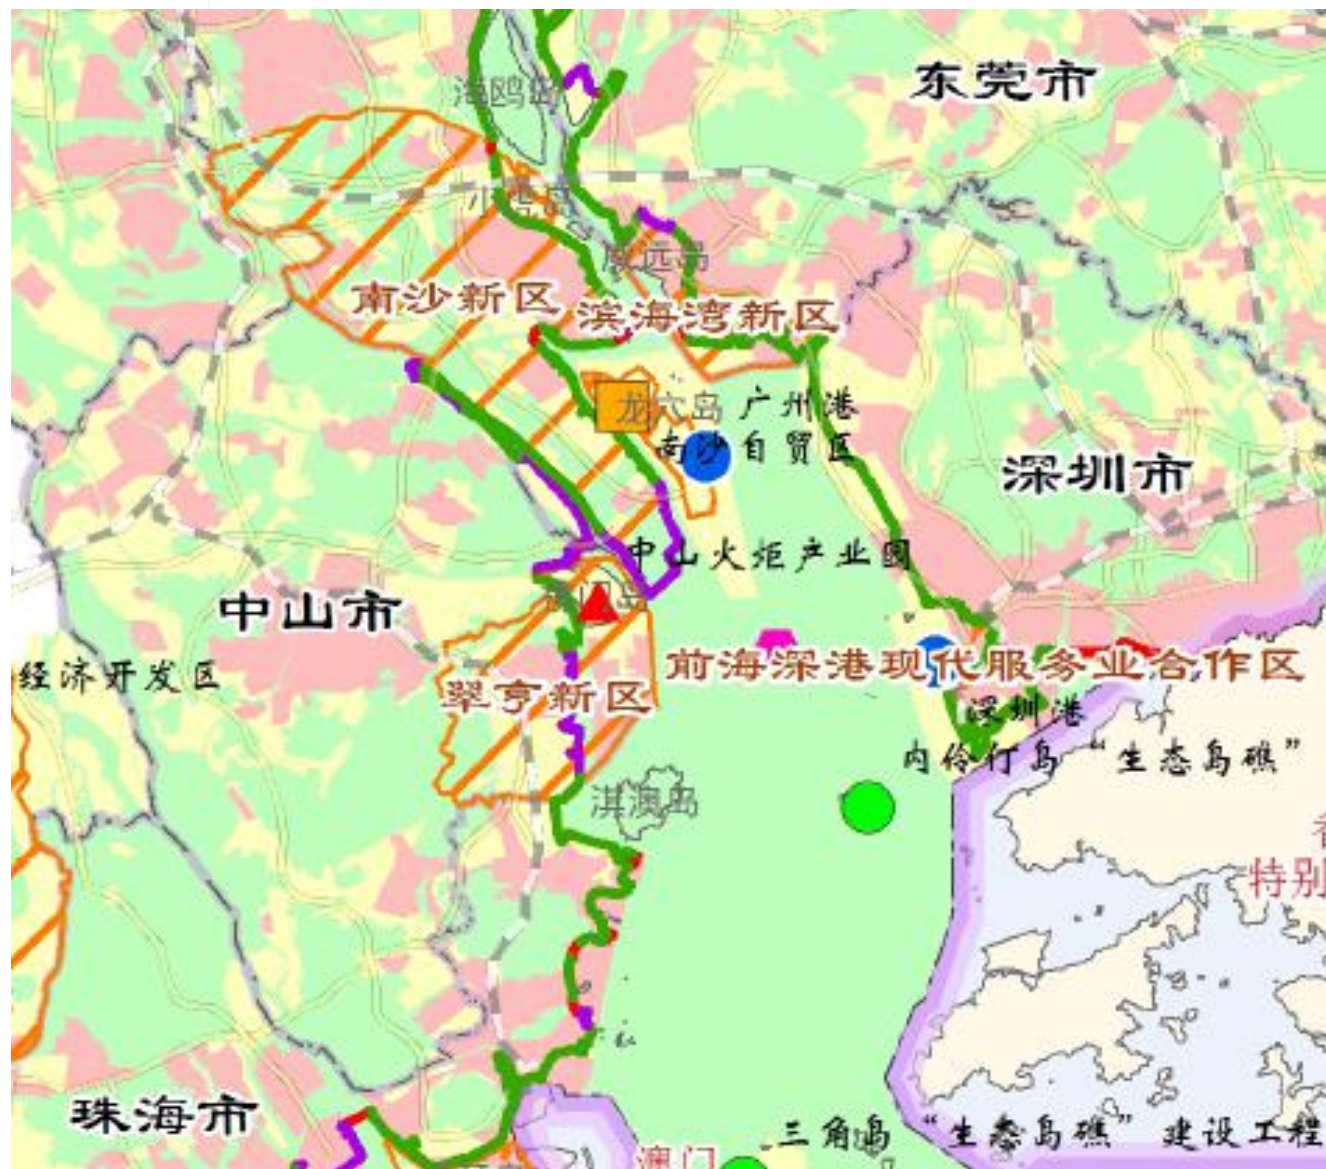 东莞市
海鸥岛
小虎岛
威远岛
南沙新区
滨海湾新区
龙穴岛
广州港
南沙自贸区
深圳市
中山火炬产业园
中山市
前海深港现代服务业合作区
经济开发区
翠亨新区
深圳港
内伶仃岛“生态岛礁”
淇澳岛
特别
珠海市
三角岛“生态岛礁”建设工程
澳门